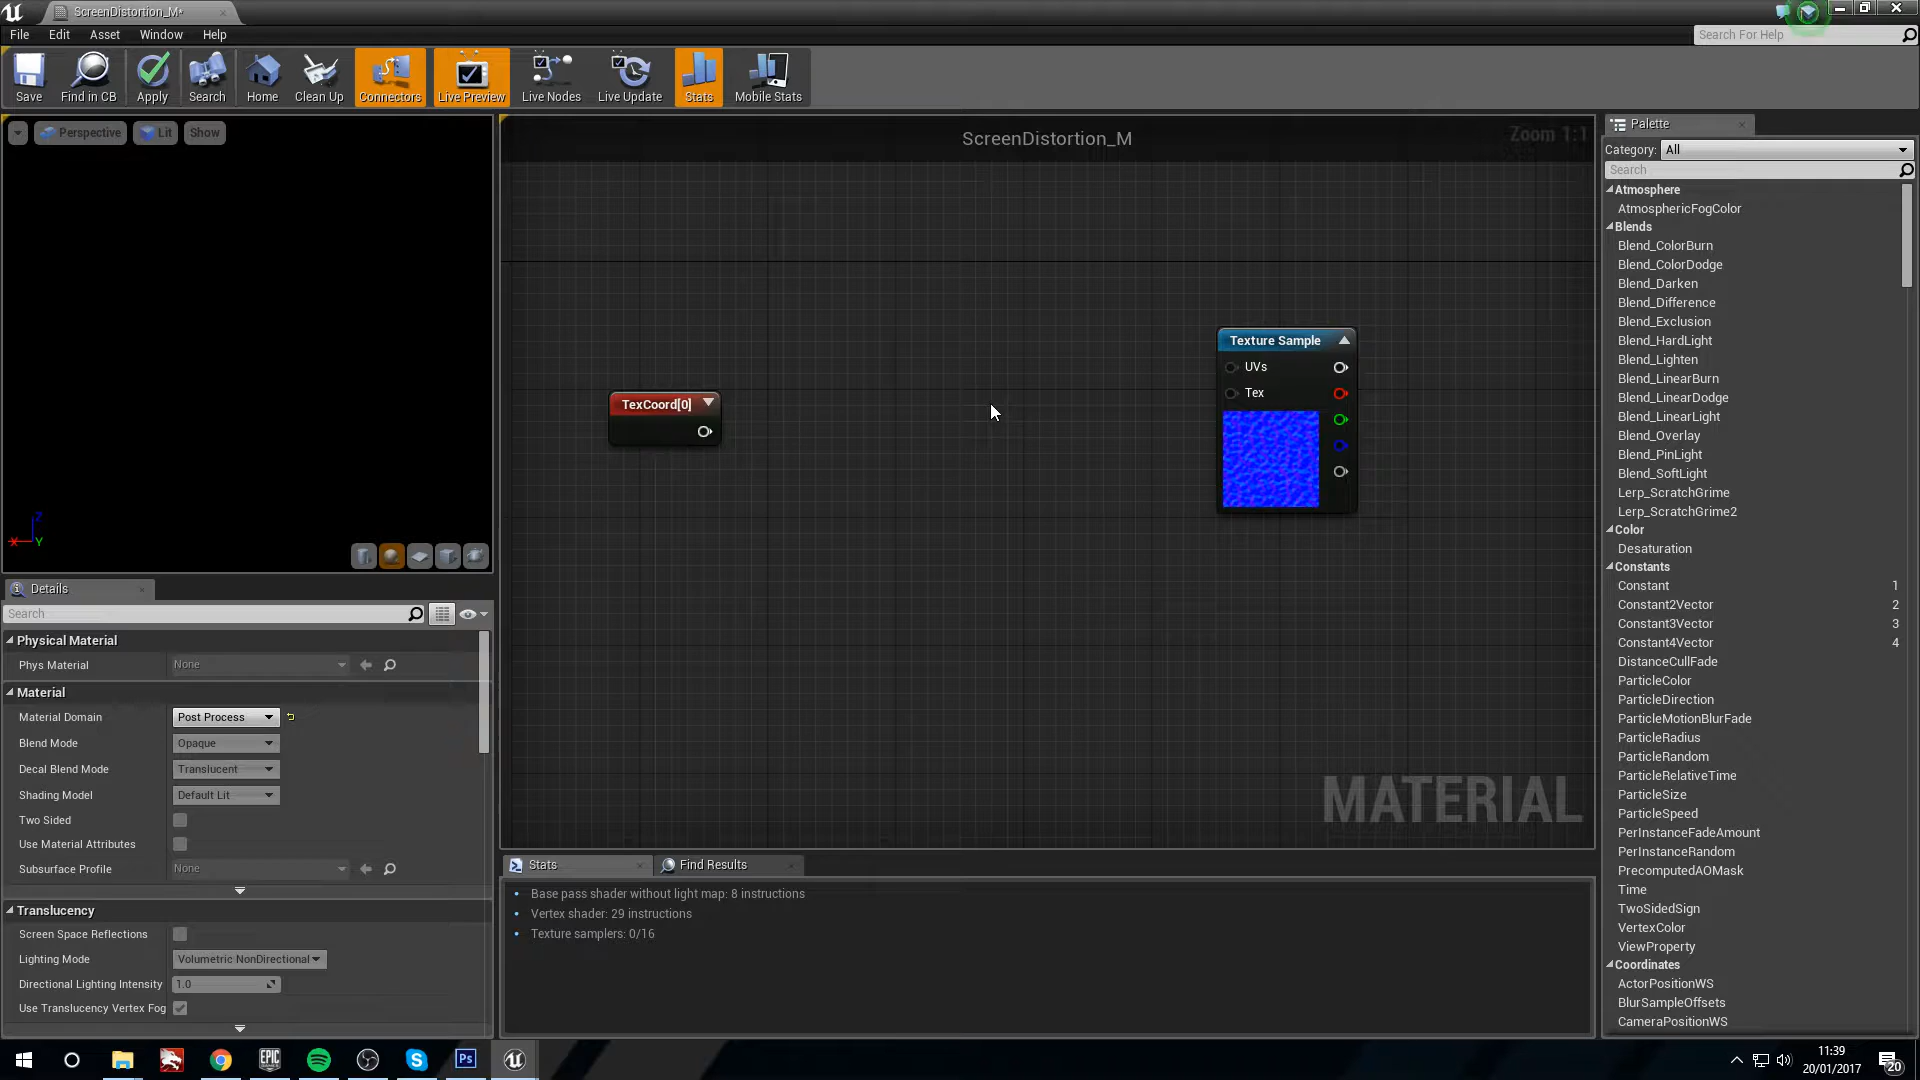 ScreenDistortion_M*
File Edit Asset Window Help
Search For Help
Save Find in CB Apply Search Home Clean Up Connectors Live Preview Live Nodes Live Update Stats Mobile Stats
Perspective Lit Show
ScreenDistortion_M
Zoom 1:1
Texture Sample
UVs
Tex
TexCoord[0]
MATERIAL
Z
X
Y
Details
Search
Physical Material
Phys Material None
Material
Material Domain Post Process
Blend Mode Opaque
Decal Blend Mode Translucent
Shading Model Default Lit
Two Sided
Use Material Attributes
Subsurface Profile None
Translucency
Screen Space Reflections
Lighting Mode Volumetric NonDirectional
Directional Lighting Intensity 1.0
Use Translucency Vertex Fog
Stats Find Results
Base pass shader without light map: 8 instructions
Vertex shader: 29 instructions
Texture samplers: 0/16
Palette
Category: All
Search
Atmosphere
AtmosphericFogColor
Blends
Blend_ColorBurn
Blend_ColorDodge
Blend_Darken
Blend_Difference
Blend_Exclusion
Blend_HardLight
Blend_Lighten
Blend_LinearBurn
Blend_LinearDodge
Blend_LinearLight
Blend_Overlay
Blend_PinLight
Blend_SoftLight
Lerp_ScratchGrime
Lerp_ScratchGrime2
Color
Desaturation
Constants
Constant 1
Constant2Vector 2
Constant3Vector 3
Constant4Vector 4
DistanceCullFade
ParticleColor
ParticleDirection
ParticleMotionBlurFade
ParticleRadius
ParticleRandom
ParticleRelativeTime
ParticleSize
ParticleSpeed
PerInstanceFadeAmount
PerInstanceRandom
PrecomputedAOMask
Time
TwoSidedSign
VertexColor
ViewProperty
Coordinates
ActorPositionWS
BlurSampleOffsets
CameraPositionWS
EPIC
GAMES
Ps
11:39
20/01/2017
20